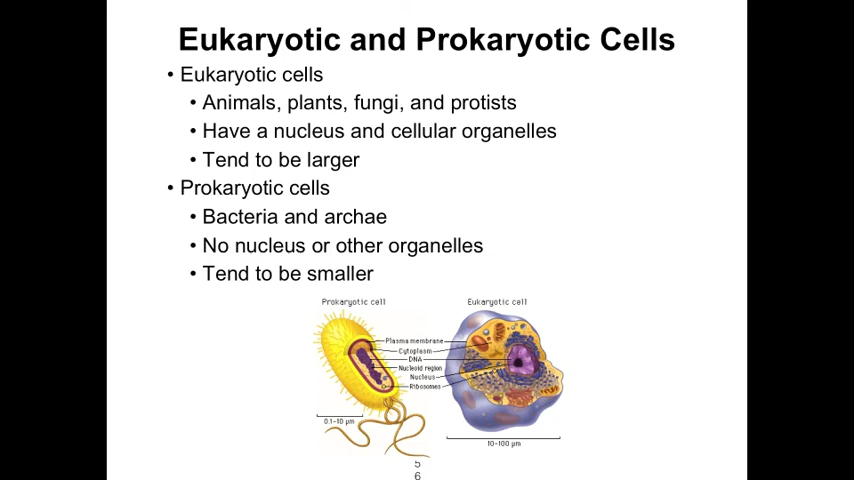 Eukaryotic and Prokaryotic Cells
• Eukaryotic cells
• Animals, plants, fungi, and protists
• Have a nucleus and cellular organelles
• Tend to be larger
• Prokaryotic cells
• Bacteria and archae
• No nucleus or other organelles
• Tend to be smaller
Prokaryotic cell
Eukaryotic cell
Plasma membrane
Cytoplasm
DNA
Nucleoid region
Nucleus
Ribosomes
0.1-10 µm
10-100 µm
5
6